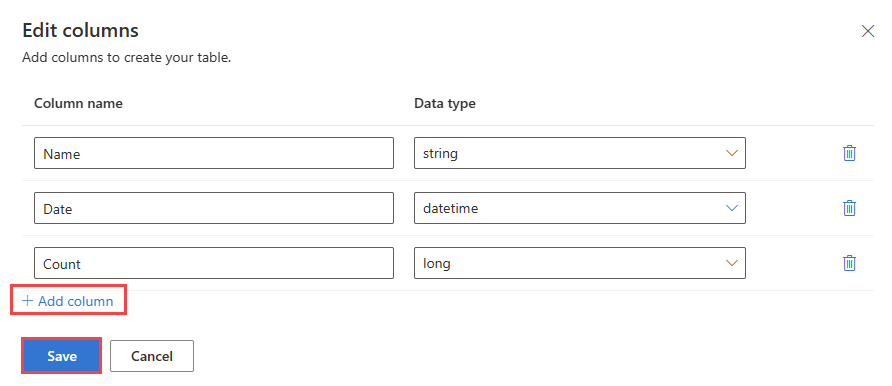 Edit columns
Add columns to create your table.
Column name Data type
Name string
Date datetime
Count long
+ Add column
Save Cancel